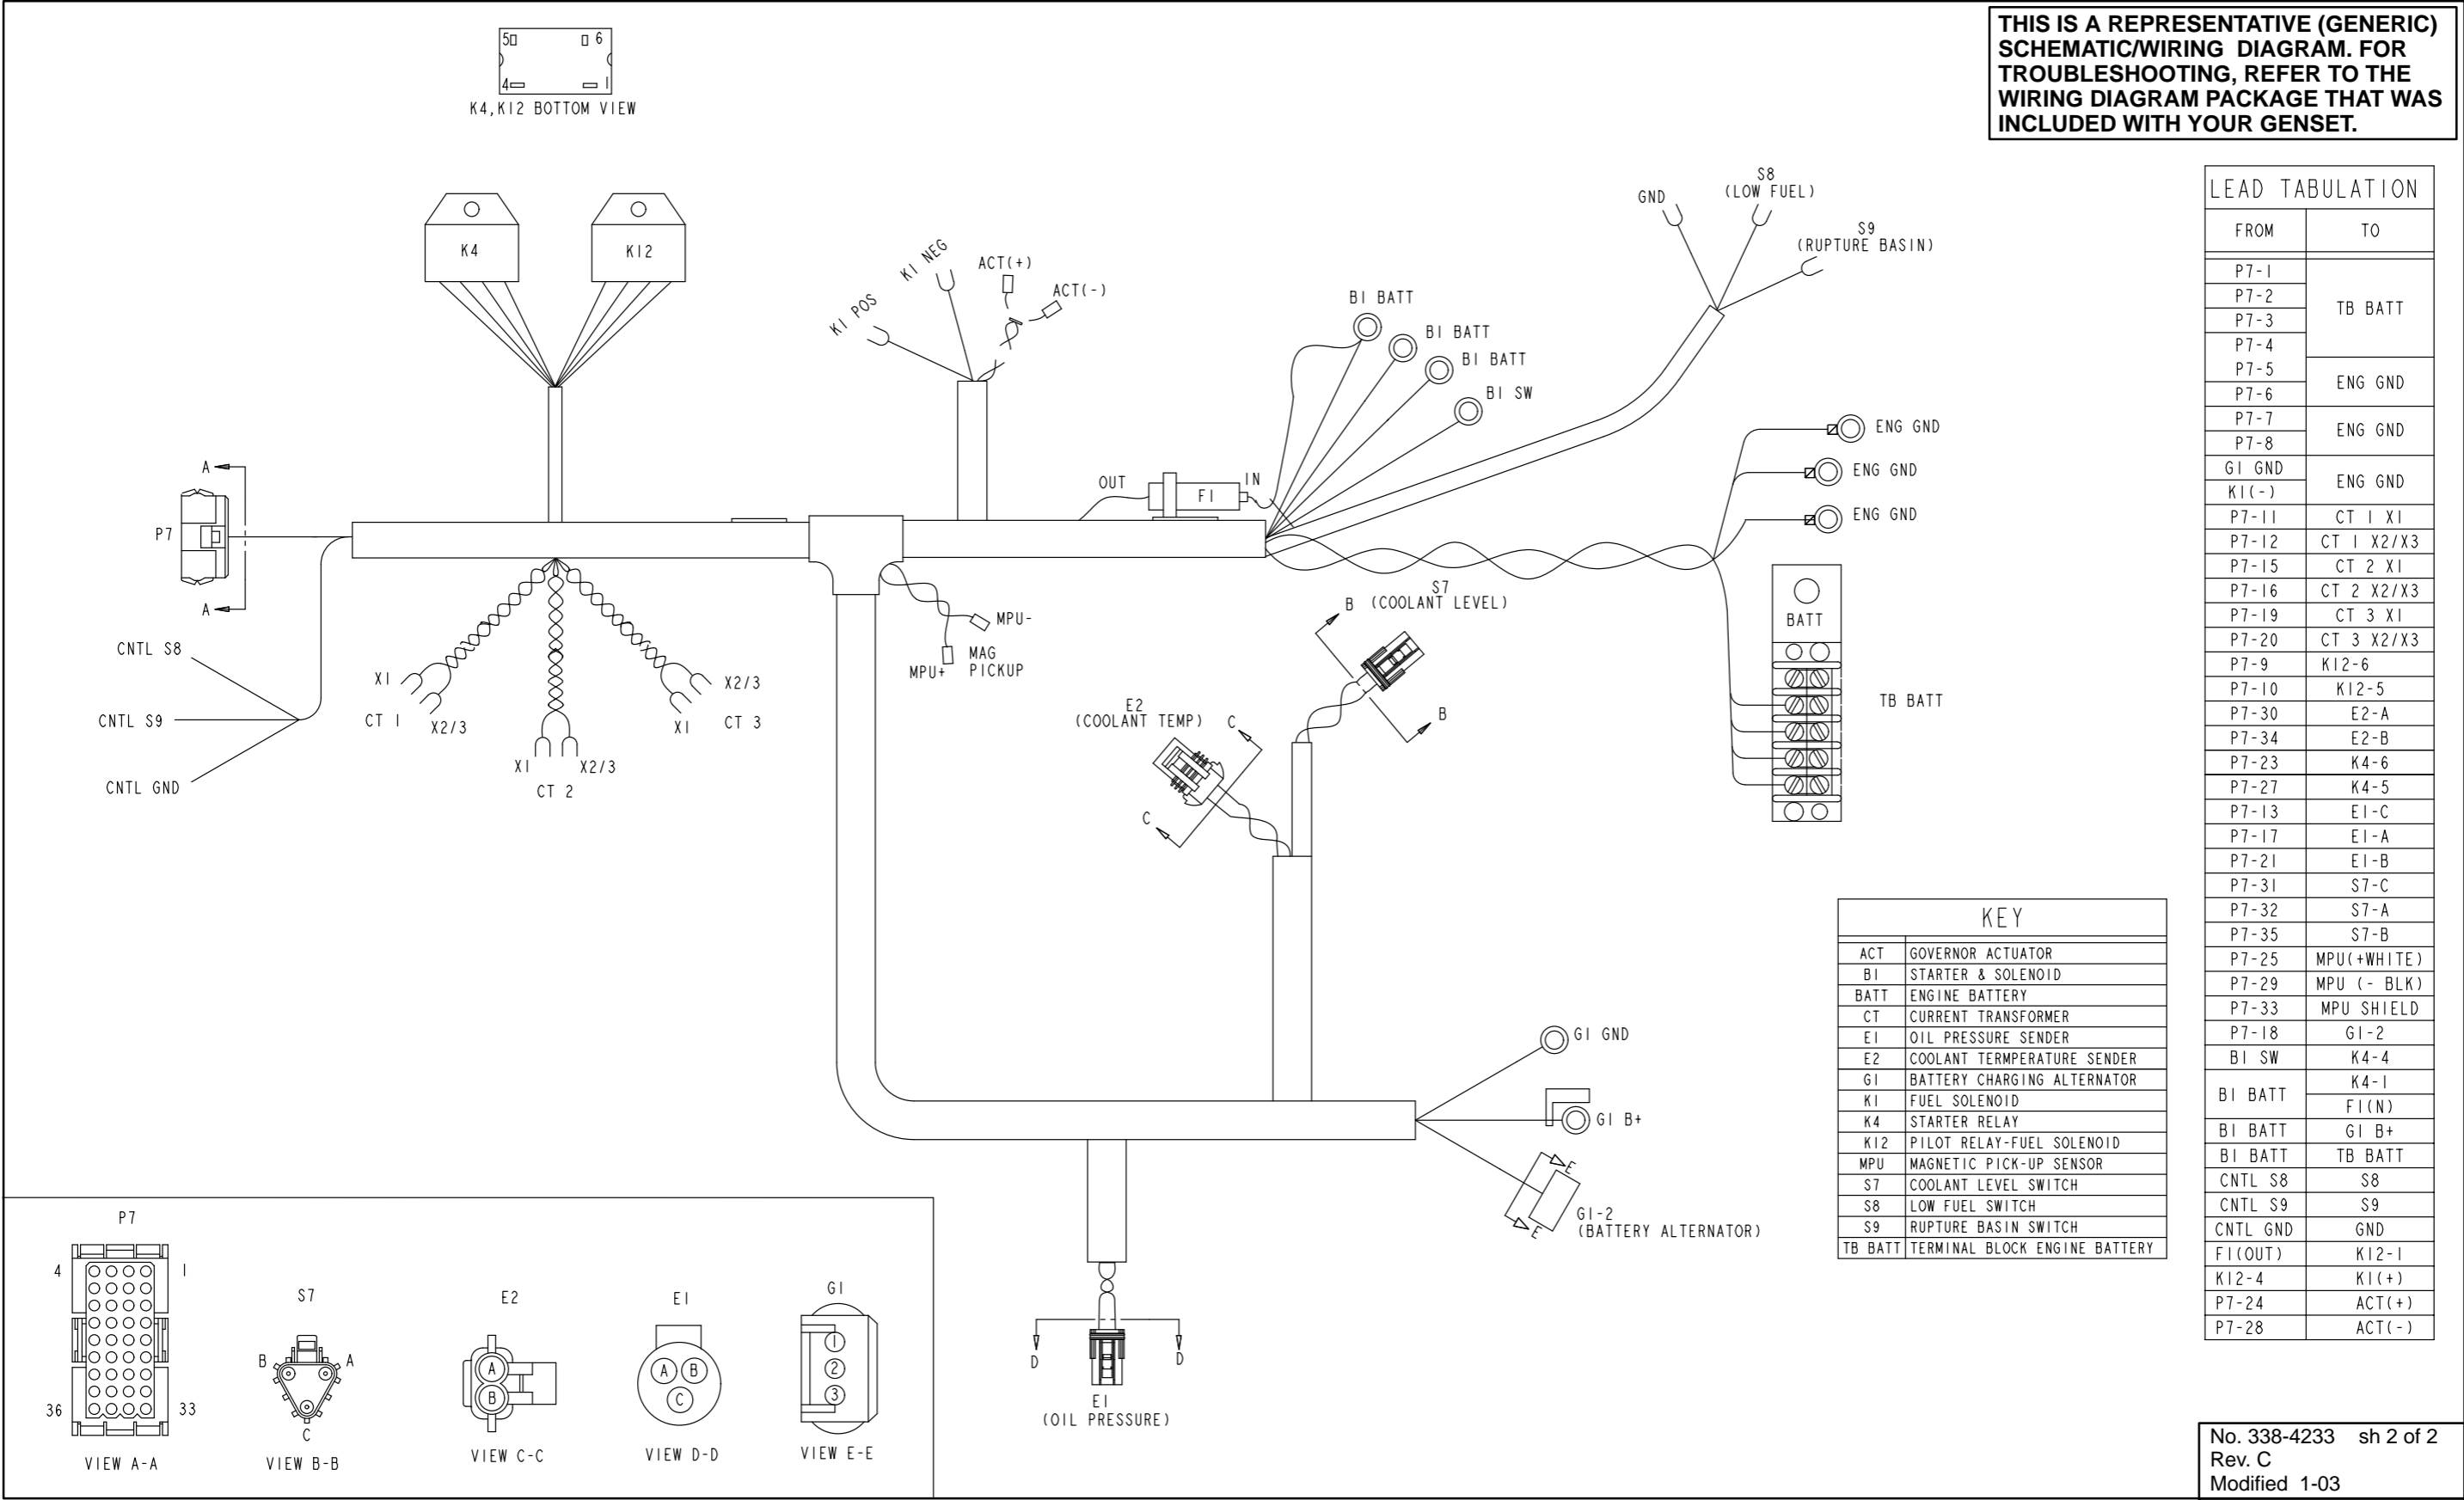 THIS IS A REPRESENTATIVE (GENERIC)
SCHEMATIC/WIRING DIAGRAM. FOR
TROUBLESHOOTING, REFER TO THE
WIRING DIAGRAM PACKAGE THAT WAS
INCLUDED WITH YOUR GENSET.
5 6
4 1
K4,K12 BOTTOM VIEW
K4
K12
K1 POS
K1 NEG
ACT(+)
ACT(-)
B1 BATT
B1 BATT
B1 BATT
B1 SW
GND
S8
(LOW FUEL)
S9
(RUPTURE BASIN)
ENG GND
ENG GND
ENG GND
OUT
F1
IN
A
P7
A
CNTL S8
CNTL S9
CNTL GND
X1
CT 1
X2/3
X1
X2/3
CT 2
X2/3
X1
CT 3
MPU-
MPU+
MAG
PICKUP
S7
(COOLANT LEVEL)
B
B
E2
(COOLANT TEMP)
C
C
BATT
TB BATT
G1 GND
G1 B+
E
E
G1-2
(BATTERY ALTERNATOR)
D
D
E1
(OIL PRESSURE)
P7
4
1
36
33
VIEW A-A
S7
B
A
C
VIEW B-B
E2
A
B
VIEW C-C
E1
A B
C
VIEW D-D
G1
1
2
3
VIEW E-E
KEY
ACT GOVERNOR ACTUATOR
B1 STARTER & SOLENOID
BATT ENGINE BATTERY
CT CURRENT TRANSFORMER
E1 OIL PRESSURE SENDER
E2 COOLANT TERMPERATURE SENDER
G1 BATTERY CHARGING ALTERNATOR
K1 FUEL SOLENOID
K4 STARTER RELAY
K12 PILOT RELAY-FUEL SOLENOID
MPU MAGNETIC PICK-UP SENSOR
S7 COOLANT LEVEL SWITCH
S8 LOW FUEL SWITCH
S9 RUPTURE BASIN SWITCH
TB BATT TERMINAL BLOCK ENGINE BATTERY
LEAD TABULATION
FROM TO
P7-1
P7-2
P7-3
P7-4
TB BATT
P7-5
P7-6
ENG GND
P7-7
P7-8
ENG GND
G1 GND
K1(-)
ENG GND
P7-11 CT 1 X1
P7-12 CT 1 X2/X3
P7-15 CT 2 X1
P7-16 CT 2 X2/X3
P7-19 CT 3 X1
P7-20 CT 3 X2/X3
P7-9 K12-6
P7-10 K12-5
P7-30 E2-A
P7-34 E2-B
P7-23 K4-6
P7-27 K4-5
P7-13 E1-C
P7-17 E1-A
P7-21 E1-B
P7-31 S7-C
P7-32 S7-A
P7-35 S7-B
P7-25 MPU(+WHITE)
P7-29 MPU (- BLK)
P7-33 MPU SHIELD
P7-18 G1-2
B1 SW K4-4
B1 BATT
K4-1
F1(N)
B1 BATT G1 B+
B1 BATT TB BATT
CNTL S8 S8
CNTL S9 S9
CNTL GND GND
F1(OUT) K12-1
K12-4 K1(+)
P7-24 ACT(+)
P7-28 ACT(-)
No. 338-4233 sh 2 of 2
Rev. C
Modified 1-03